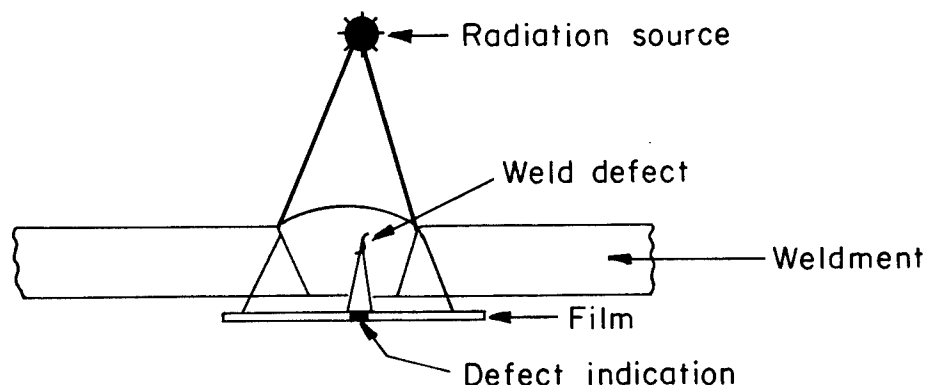 Radiation source
Weld defect
Weldment
Film
Defect indication